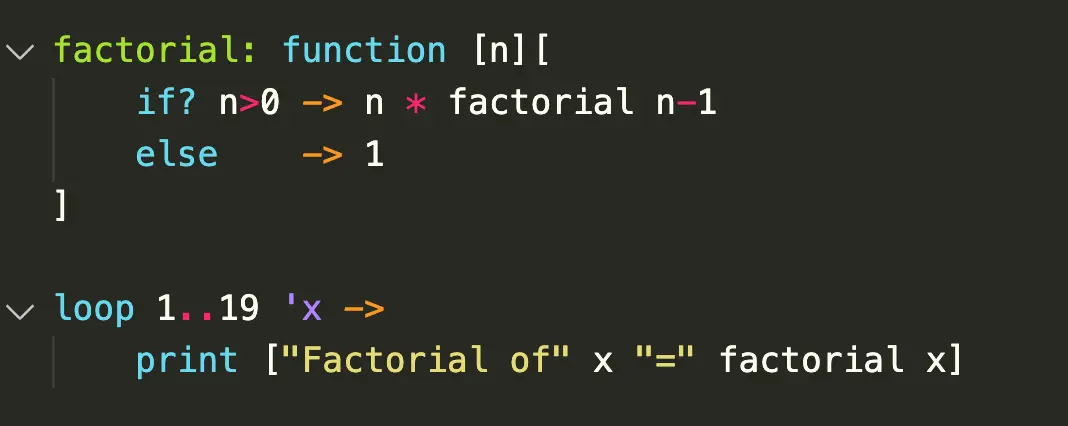 factorial: function [n][
    if? n>0 -> n * factorial n-1
    else    -> 1
]

loop 1..19 'x ->
    print ["Factorial of" x "=" factorial x]